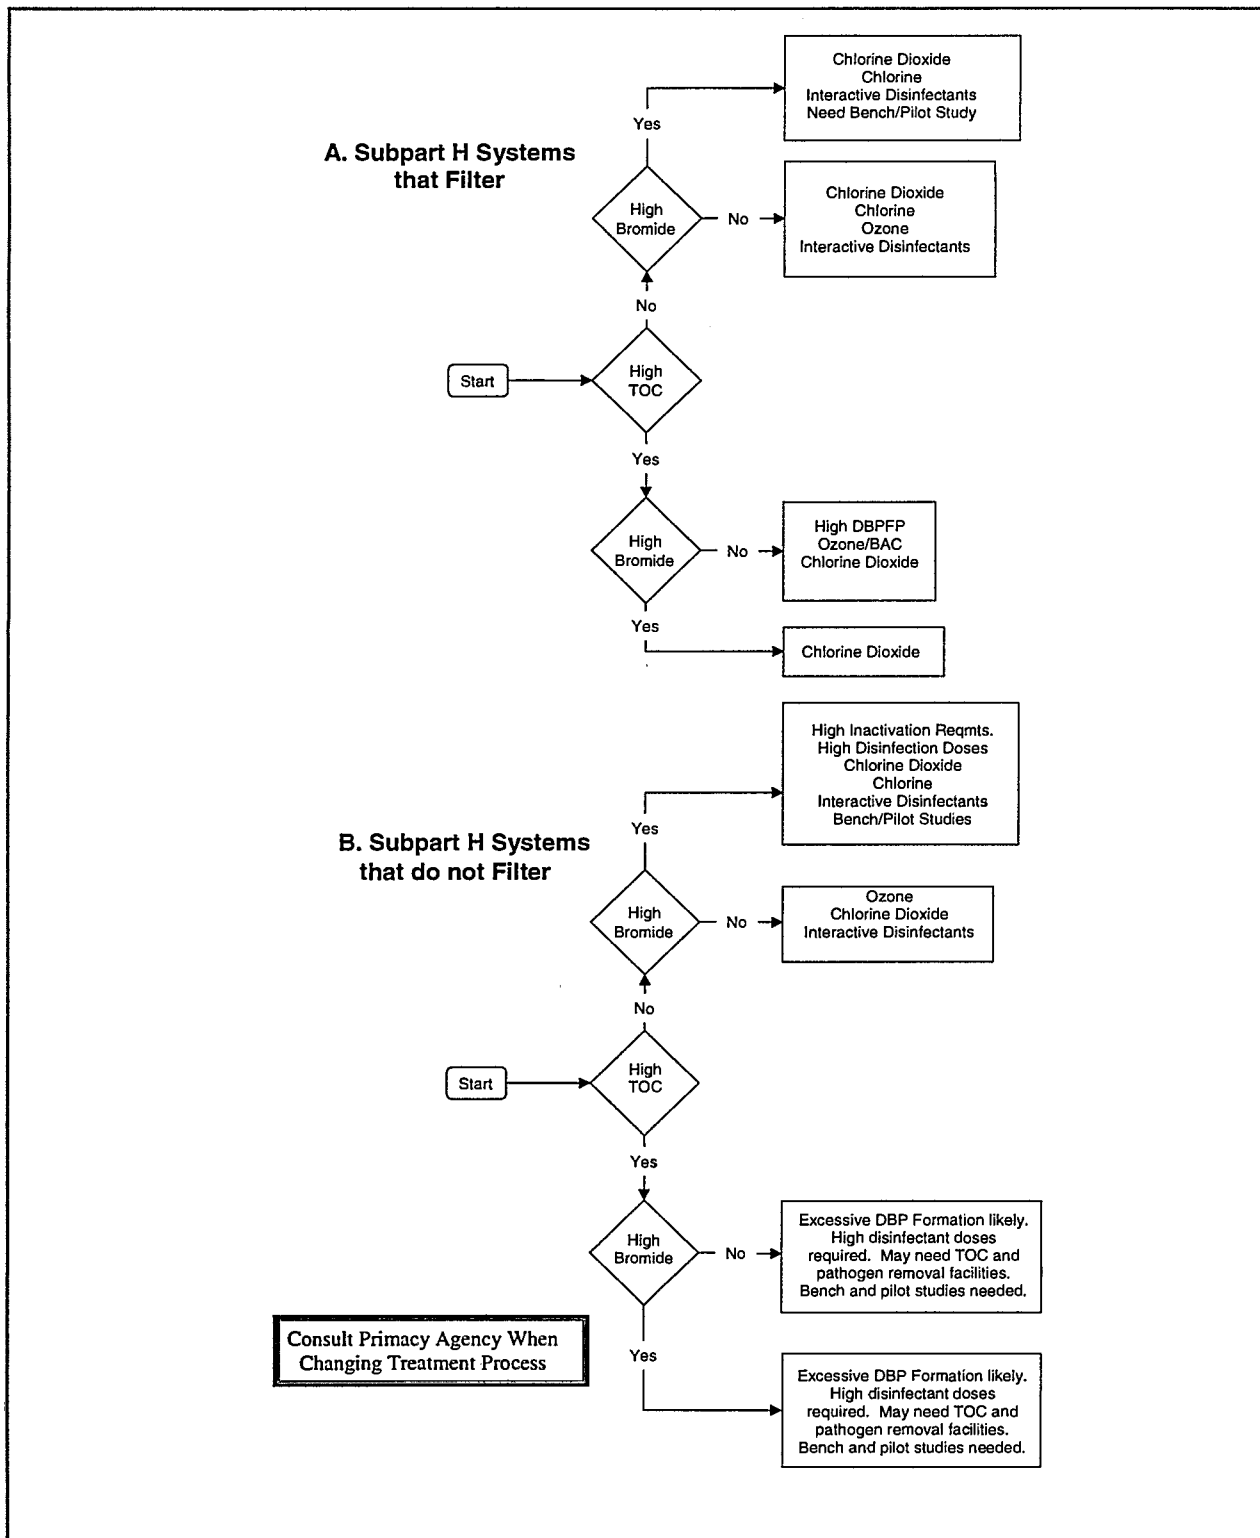 Chlorine Dioxide
Chlorine
Interactive Disinfectants
Need Bench/Pilot Study
Yes
A. Subpart H Systems
that Filter
High
Bromide
No
Chlorine Dioxide
Chlorine
Ozone
Interactive Disinfectants
No
Start
High
TOC
Yes
High
Bromide
No
High DBPFP
Ozone/BAC
Chlorine Dioxide
Yes
Chlorine Dioxide
High Inactivation Reqmts.
High Disinfection Doses
Chlorine Dioxide
Chlorine
Interactive Disinfectants
Bench/Pilot Studies
Yes
B. Subpart H Systems
that do not Filter
High
Bromide
No
Ozone
Chlorine Dioxide
Interactive Disinfectants
No
Start
High
TOC
Yes
High
Bromide
No
Excessive DBP Formation likely.
High disinfectant doses
required. May need TOC and
pathogen removal facilities.
Bench and pilot studies needed.
Consult Primacy Agency When
Changing Treatment Process
Yes
Excessive DBP Formation likely.
High disinfectant doses
required. May need TOC and
pathogen removal facilities.
Bench and pilot studies needed.